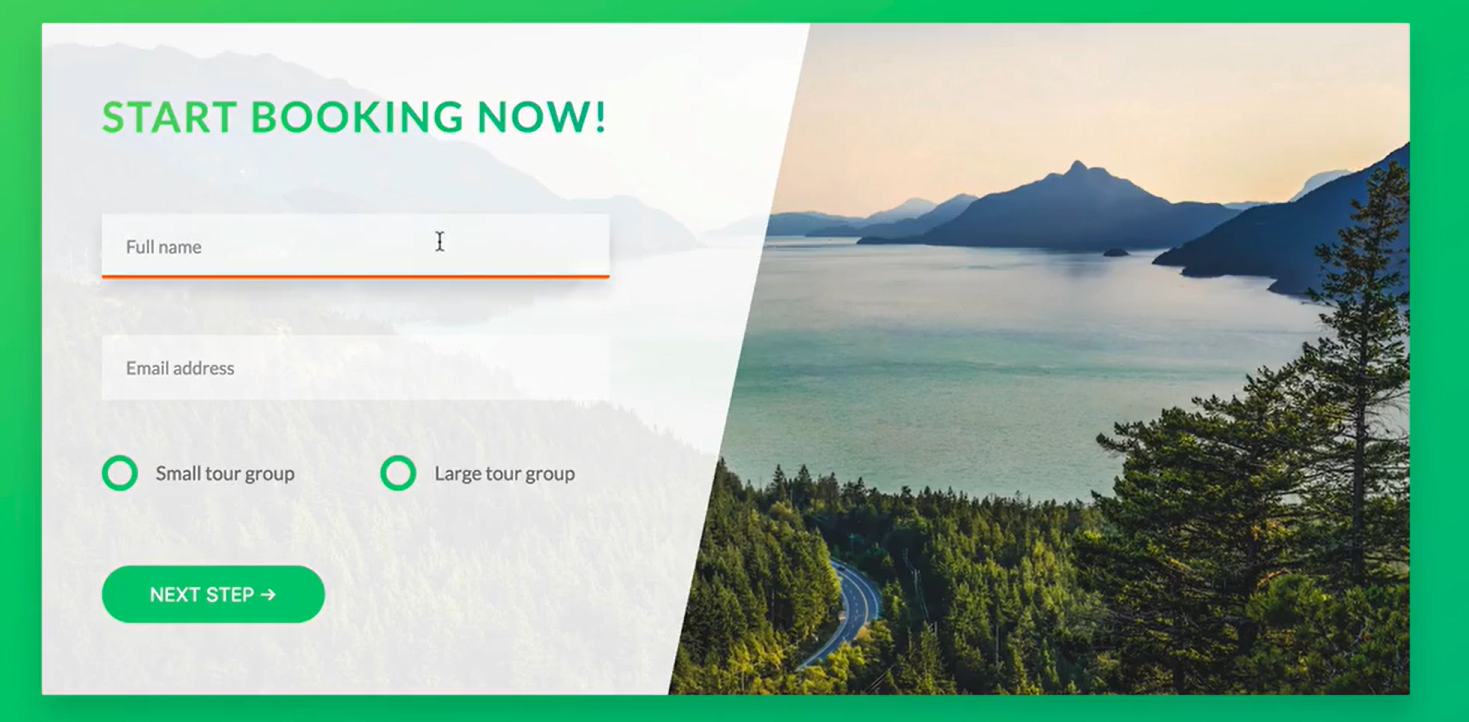 START BOOKING NOW!
Full name
Email address
Small tour group
Large tour group
NEXT STEP →